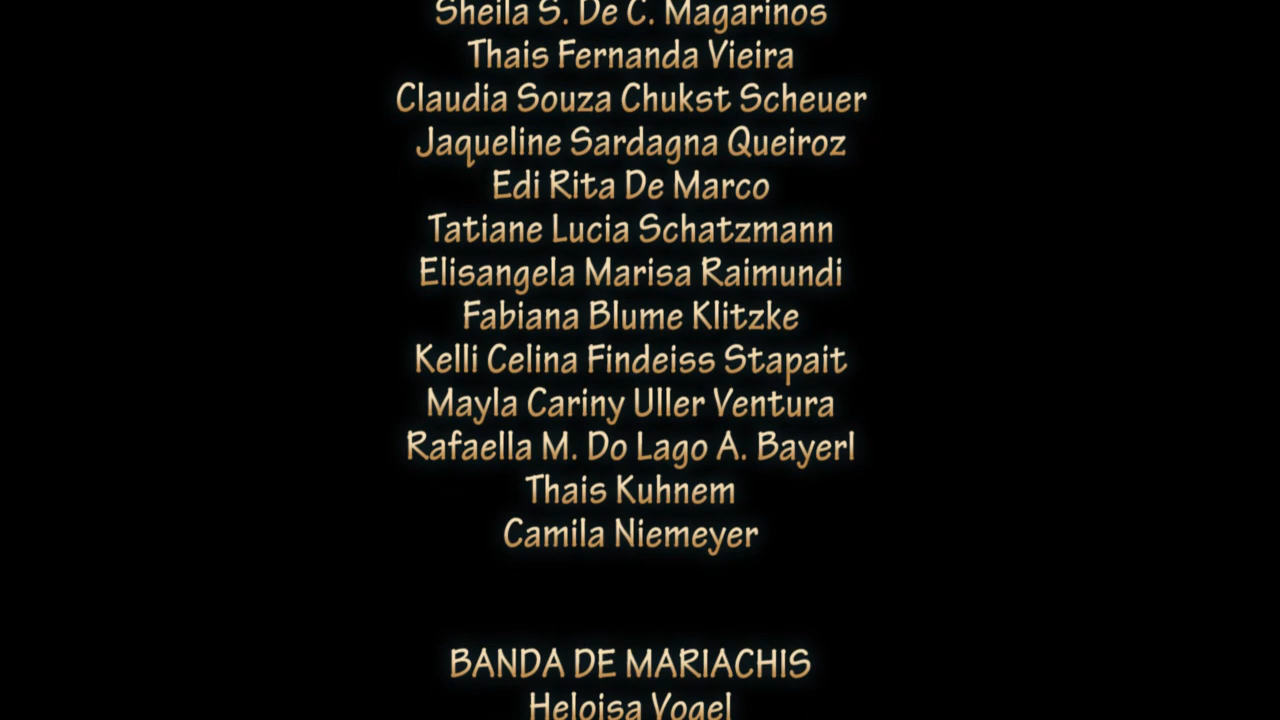 Sheila S. De C. Magarinos
Thais Fernanda Vieira
Claudia Souza Chukst Scheuer
Jaqueline Sardagna Queiroz
Edi Rita De Marco
Tatiane Lucia Schatzmann
Elisangela Marisa Raimundi
Fabiana Blume Klitzke
Kelli Celina Findeiss Stapait
Mayla Cariny Uller Ventura
Rafaella M. Do Lago A. Bayerl
Thais Kuhnem
Camila Niemeyer
BANDA DE MARIACHIS
Heloisa Vogel